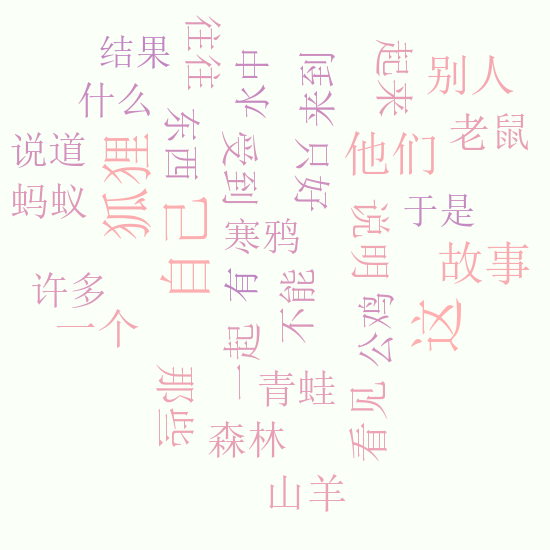 往往
结果
起来
水中
来到
别人
什么
东西
老鼠
说道
狐狸
受困
好只
他们
蚂蚁
自己
寒鸦
说明
于是
故事
许多
有
不能
一个
一起
公鸡
这
那些
青蛙
看见
森林
山羊